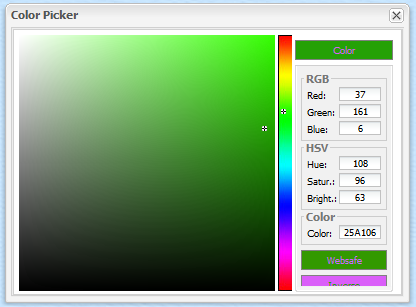 Color Picker
Color
RGB
Red: 37
Green: 161
Blue: 6
HSV
Hue: 108
Satur.: 96
Bright.: 63
Color
Color: 25A106
Websafe